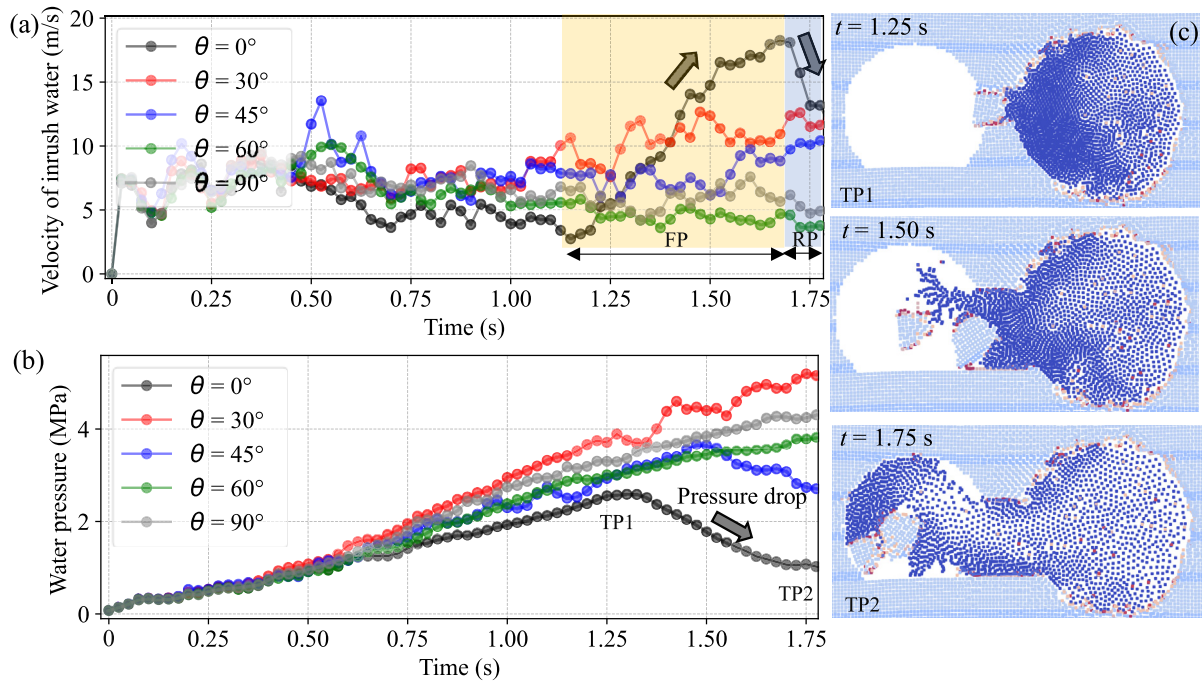 (a)
Velocity of inrush water (m/s)
20
15
10
5
0
θ = 0°
θ = 30°
θ = 45°
θ = 60°
θ = 90°
FP
RP
0 0.25 0.50 0.75 1.00 1.25 1.50 1.75
Time (s)
(b)
Water pressure (MPa)
4
2
0
θ = 0°
θ = 30°
θ = 45°
θ = 60°
θ = 90°
Pressure drop
TP1
TP2
0 0.25 0.50 0.75 1.00 1.25 1.50 1.75
Time (s)
(c)
t = 1.25 s
TP1
t = 1.50 s
t = 1.75 s
TP2